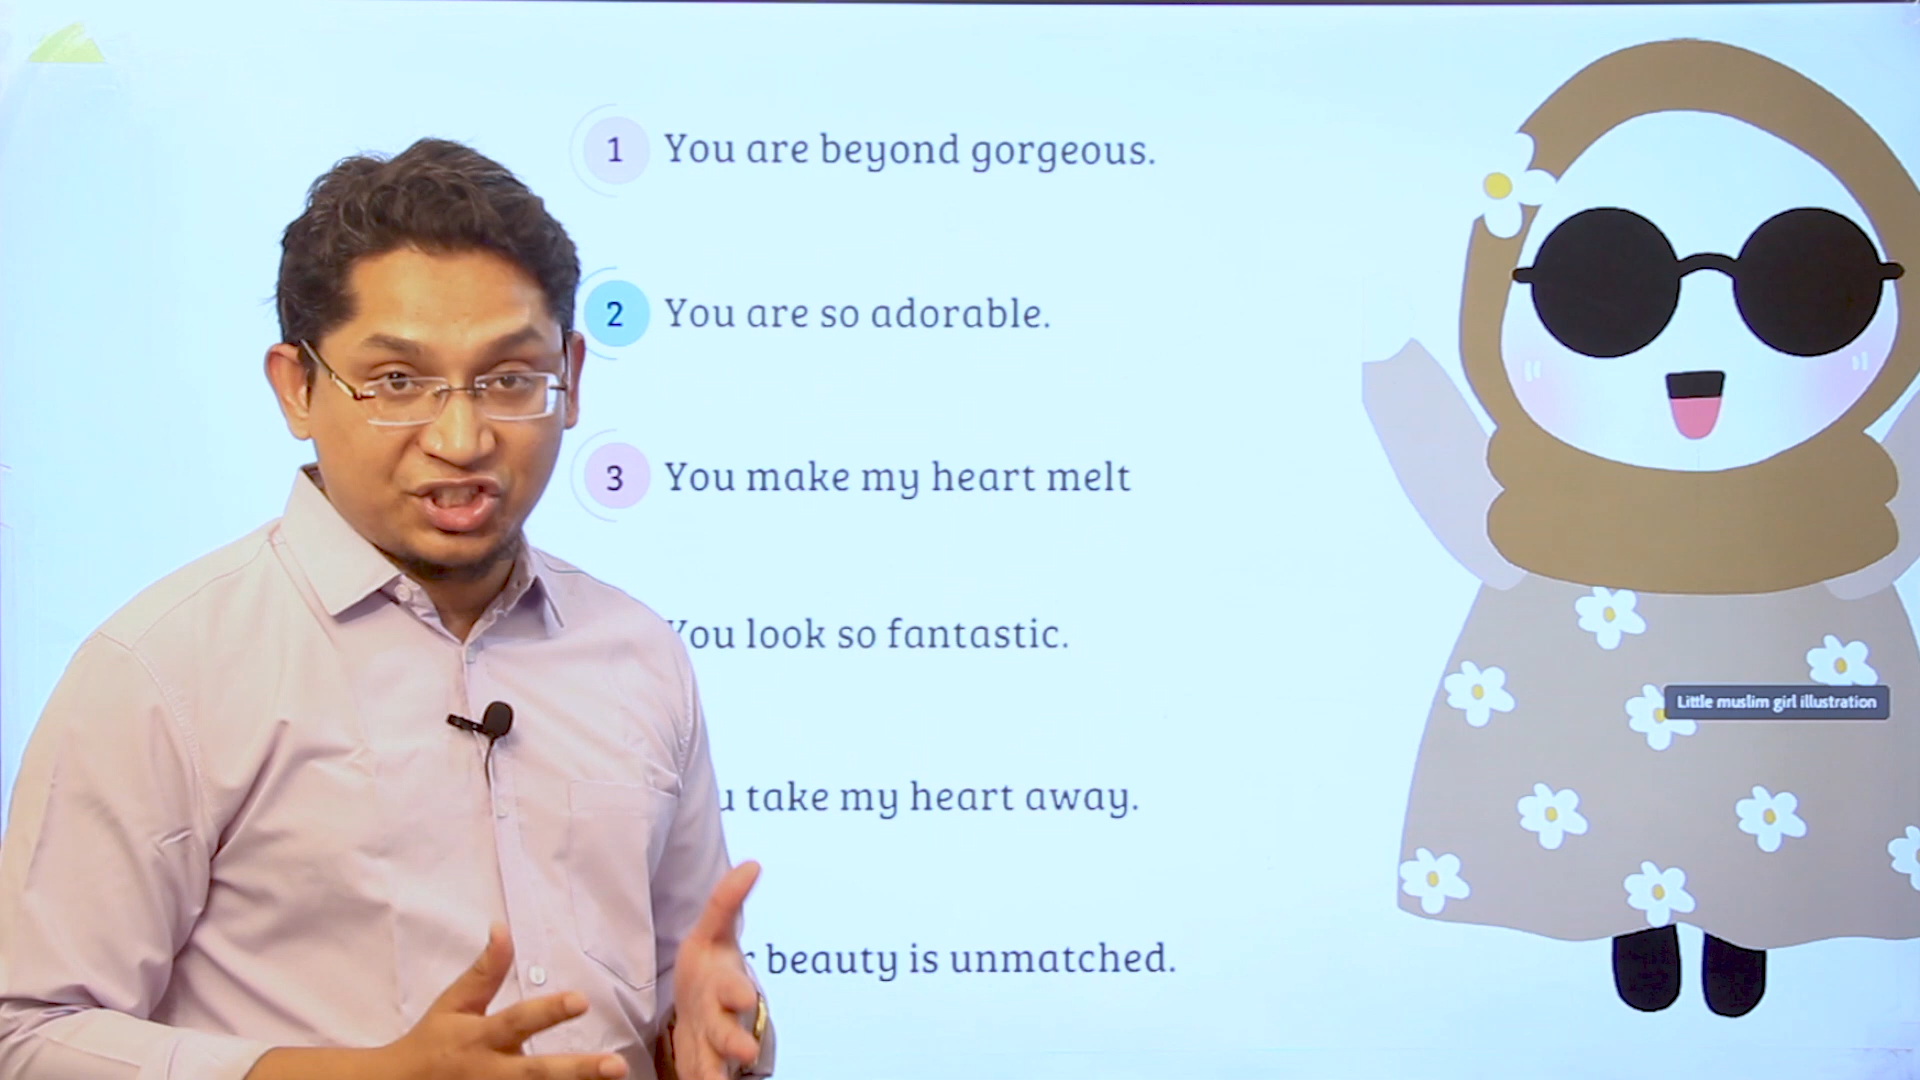 1 You are beyond gorgeous.
2 You are so adorable.
3 You make my heart melt
You look so fantastic.
take my heart away.
beauty is unmatched.
Little muslim girl illustration